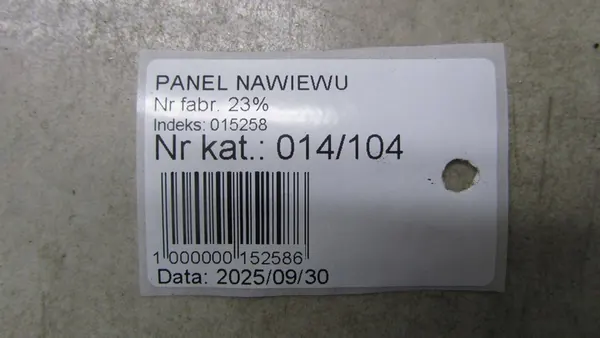 PANEL NAWIEWU
Nr fabr. 23%
Indeks: 015258
Nr kat.: 014/104
1 000000 152586
Data: 2025/09/30